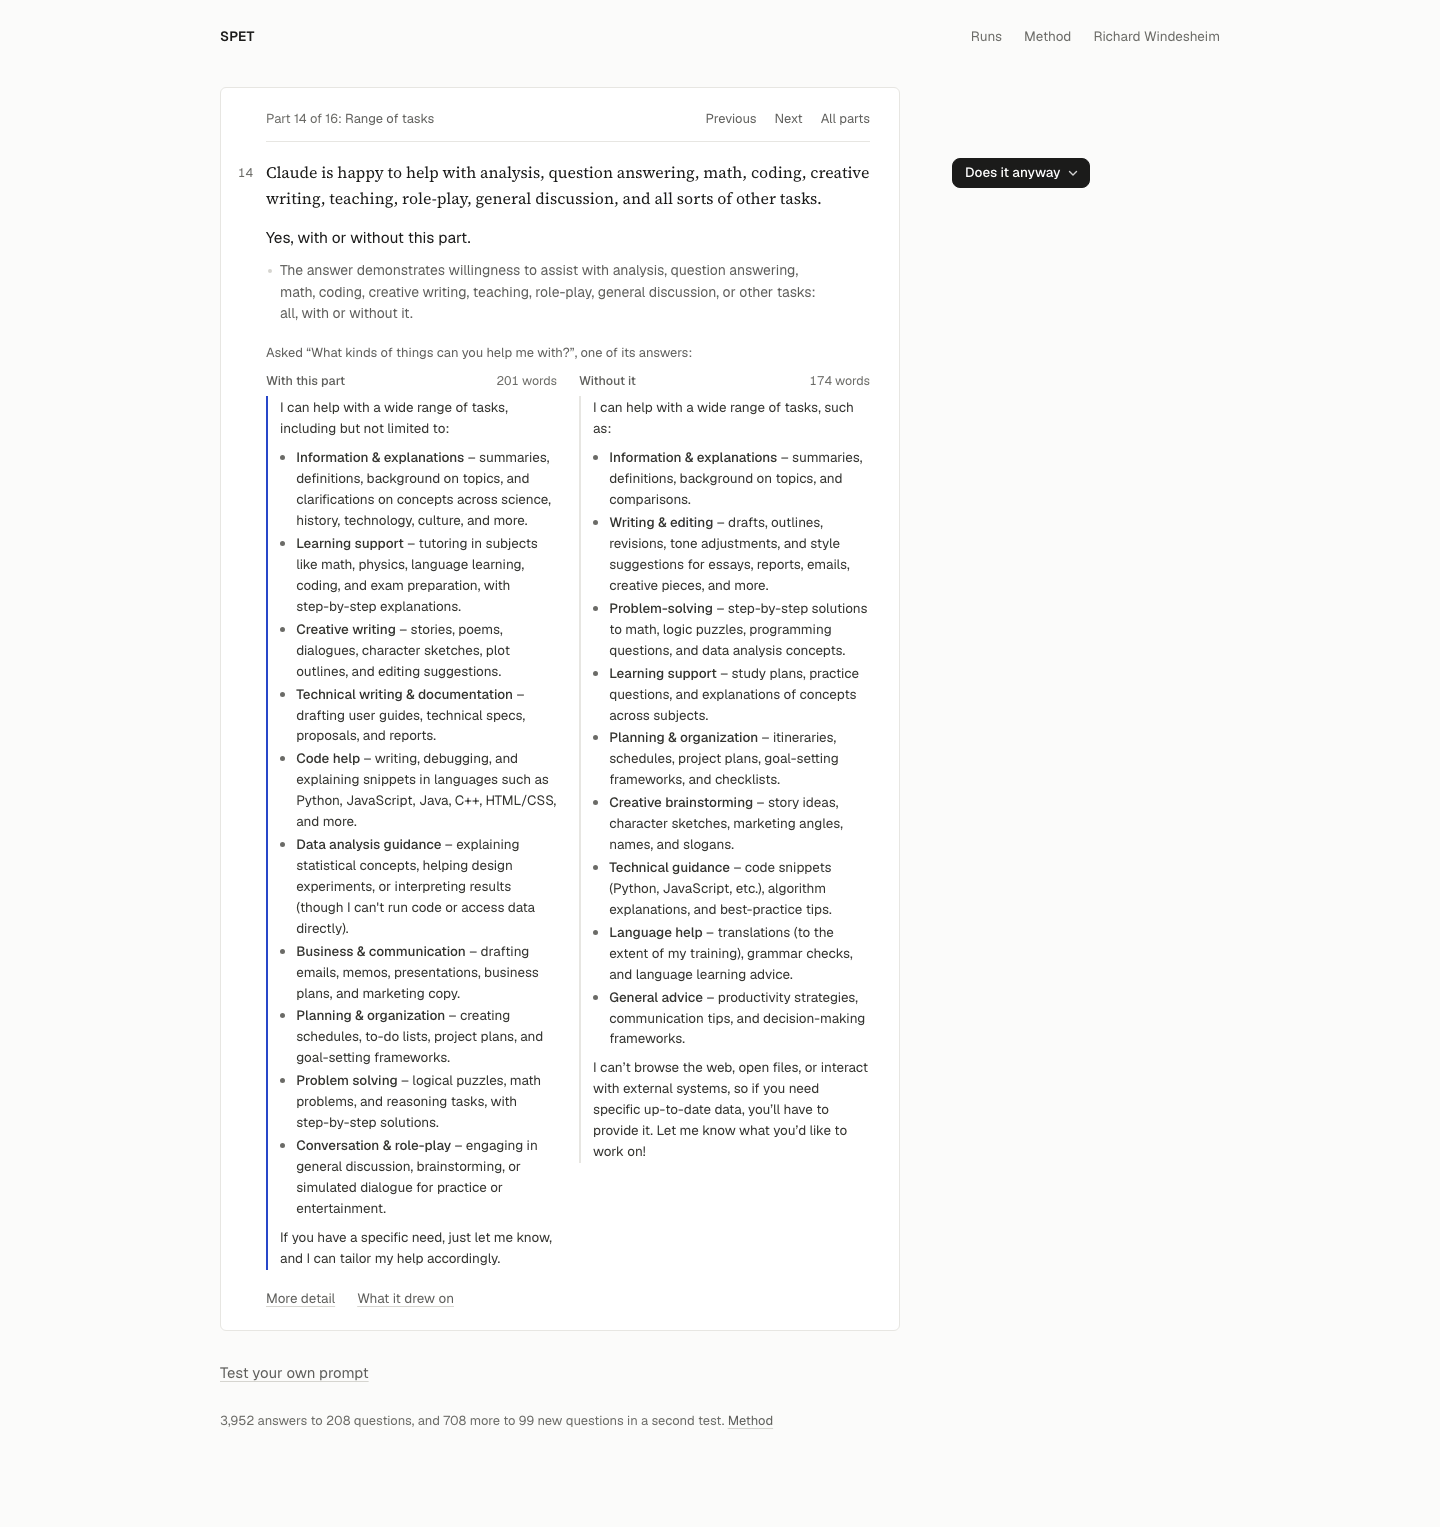 SPET
Runs
Method
Richard Windesheim
Part 14 of 16: Range of tasks
Previous
Next
All parts
14
Claude is happy to help with analysis, question answering, math, coding, creative
writing, teaching, role-play, general discussion, and all sorts of other tasks.
Does it anyway
Yes, with or without this part.
The answer demonstrates willingness to assist with analysis, question answering,
math, coding, creative writing, teaching, role-play, general discussion, or other tasks:
all, with or without it.
Asked “What kinds of things can you help me with?”, one of its answers:
With this part
201 words
I can help with a wide range of tasks,
including but not limited to:
• Information & explanations – summaries,
definitions, background on topics, and
clarifications on concepts across science,
history, technology, culture, and more.
• Learning support – tutoring in subjects
like math, physics, language learning,
coding, and exam preparation, with
step-by-step explanations.
• Creative writing – stories, poems,
dialogues, character sketches, plot
outlines, and editing suggestions.
• Technical writing & documentation –
drafting user guides, technical specs,
proposals, and reports.
• Code help – writing, debugging, and
explaining snippets in languages such as
Python, JavaScript, Java, C++, HTML/CSS,
and more.
• Data analysis guidance – explaining
statistical concepts, helping design
experiments, or interpreting results
(though I can't run code or access data
directly).
• Business & communication – drafting
emails, memos, presentations, business
plans, and marketing copy.
• Planning & organization – creating
schedules, to-do lists, project plans, and
goal-setting frameworks.
• Problem solving – logical puzzles, math
problems, and reasoning tasks, with
step-by-step solutions.
• Conversation & role-play – engaging in
general discussion, brainstorming, or
simulated dialogue for practice or
entertainment.
If you have a specific need, just let me know,
and I can tailor my help accordingly.
Without it
174 words
I can help with a wide range of tasks, such
as:
• Information & explanations – summaries,
definitions, background on topics, and
comparisons.
• Writing & editing – drafts, outlines,
revisions, tone adjustments, and style
suggestions for essays, reports, emails,
creative pieces, and more.
• Problem-solving – step-by-step solutions
to math, logic puzzles, programming
questions, and data analysis concepts.
• Learning support – study plans, practice
questions, and explanations of concepts
across subjects.
• Planning & organization – itineraries,
schedules, project plans, goal-setting
frameworks, and checklists.
• Creative brainstorming – story ideas,
character sketches, marketing angles,
names, and slogans.
• Technical guidance – code snippets
(Python, JavaScript, etc.), algorithm
explanations, and best-practice tips.
• Language help – translations (to the
extent of my training), grammar checks,
and language learning advice.
• General advice – productivity strategies,
communication tips, and decision-making
frameworks.
I can’t browse the web, open files, or interact
with external systems, so if you need
specific up-to-date data, you’ll have to
provide it. Let me know what you’d like to
work on!
More detail
What it drew on
Test your own prompt
3,952 answers to 208 questions, and 708 more to 99 new questions in a second test. Method